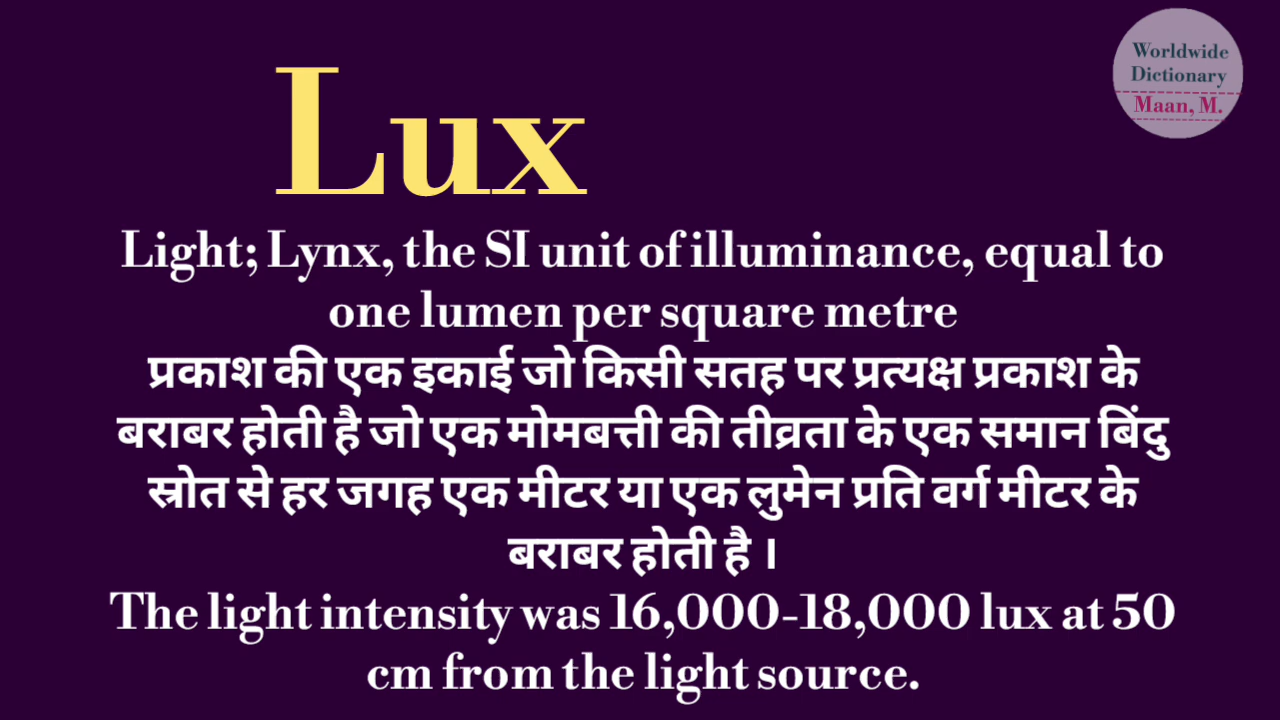 Worldwide
Dictionary
Maan, M.
Lux
Light; Lynx, the SI unit of illuminance, equal to
one lumen per square metre
प्रकाश की एक इकाई जो किसी सतह पर प्रत्यक्ष प्रकाश के
बराबर होती है जो एक मोमबत्ती की तीव्रता के एक समान बिंदु
स्रोत से हर जगह एक मीटर या एक लुमेन प्रति वर्ग मीटर के
बराबर होती है ।
The light intensity was 16,000-18,000 lux at 50
cm from the light source.